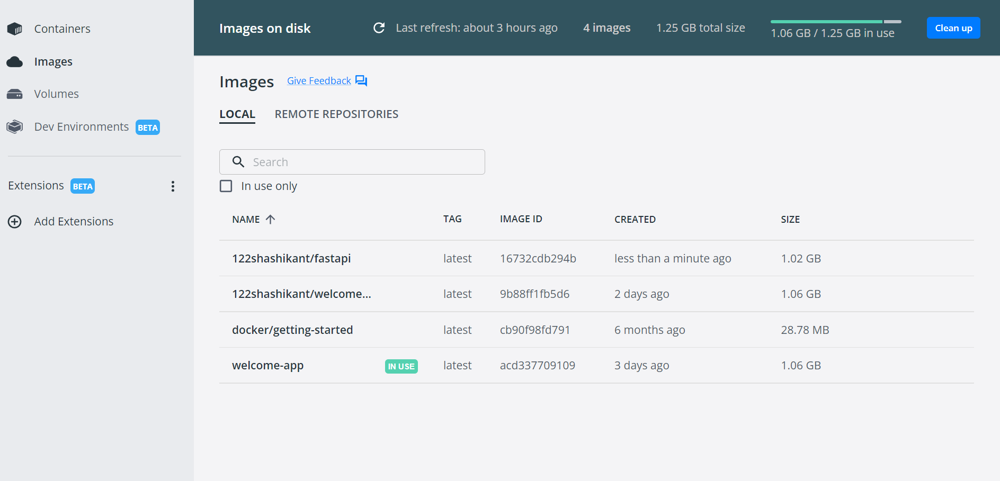 Containers
Images
Volumes
Dev Environments BETA
Extensions BETA
Add Extensions
Images on disk
Last refresh: about 3 hours ago
4 images
1.25 GB total size
1.06 GB / 1.25 GB in use
Clean up
Images Give Feedback
LOCAL REMOTE REPOSITORIES
Search
In use only
NAME TAG IMAGE ID CREATED SIZE
122shashikant/fastapi latest 16732cdb294b less than a minute ago 1.02 GB
122shashikant/welcome... latest 9b88ff1fb5d6 2 days ago 1.06 GB
docker/getting-started latest cb90f98fd791 6 months ago 28.78 MB
welcome-app IN USE latest acd337709109 3 days ago 1.06 GB